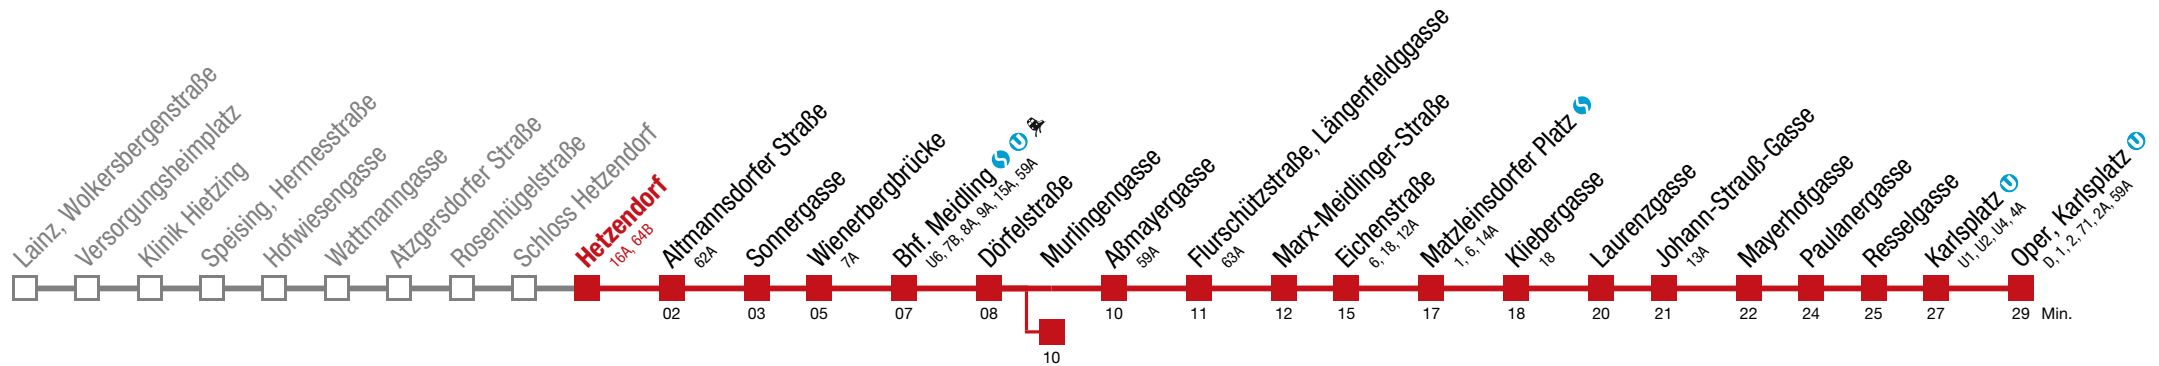 Lainz, Wolkersbergenstraße
Versorgungsheimplatz
Klinik Hietzing
Speising, Hermesstraße
Hofwiesengasse
Wattmanngasse
Atzgersdorfer Straße
Rosenhügelstraße
Schloss Hetzendorf
Hetzendorf
16A, 64B
Altmannsdorfer Straße
62A
Sonnergasse
Wienerbergbrücke
7A
Bhf. Meidling
U6, 7B, 8A, 9A, 15A, 59A
Dörfelstraße
Murlingengasse
Aßmayergasse
59A
Flurschützstraße, Längenfeldggasse
63A
Marx-Meidlinger-Straße
Eichenstraße
6, 18, 12A
Matzleinsdorfer Platz
1, 6, 14A
Kliebergasse
18
Laurenzgasse
Johann-Strauß-Gasse
13A
Mayerhofgasse
Paulanergasse
Resselgasse
Karlsplatz U
U1, U2, U4, 4A
Oper, Karlsplatz U
D, 1, 2, 71, 2A, 59A
02 03 05 07 08 10 11 12 15 17 18 20 21 22 24 25 27 29 Min.
10